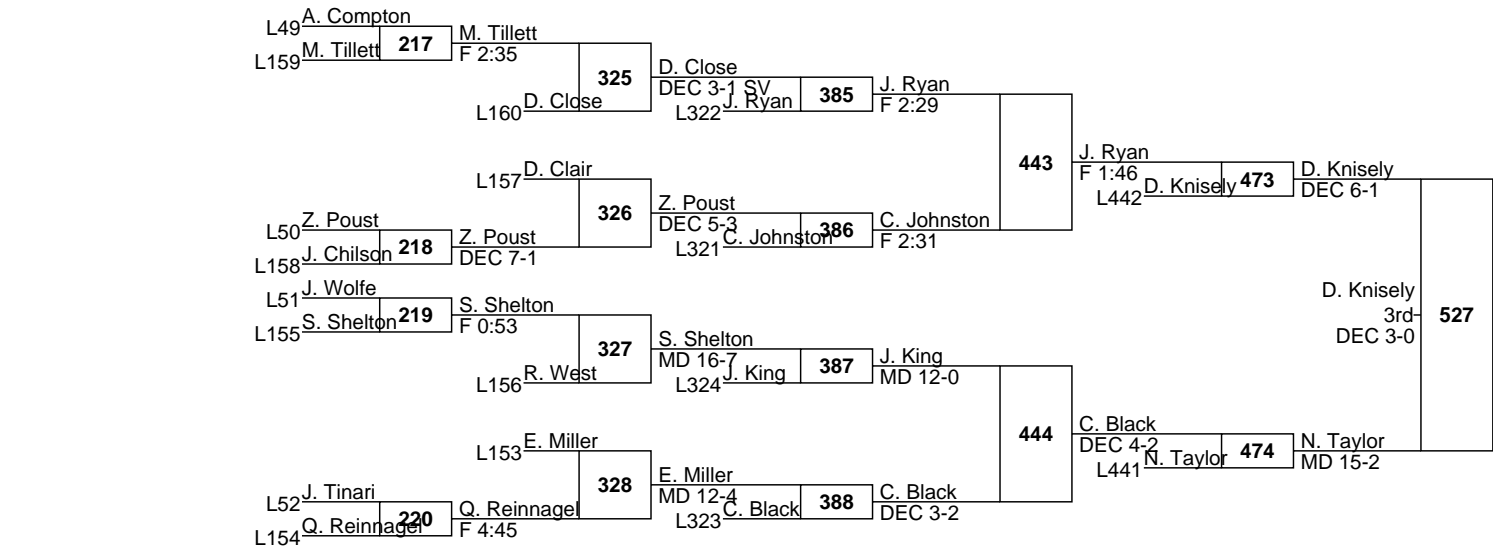 A. Compton
L49
217
M. Tillett
L159
M. Tillett
F 2:35
325
D. Close
DEC 3-1 SV
L160
D. Close
L322
J. Ryan
385
J. Ryan
F 2:29
443
J. Ryan
F 1:46
L442
D. Knisely
473
D. Knisely
DEC 6-1
L157
D. Clair
326
Z. Poust
DEC 5-3
L321
C. Johnston
386
C. Johnston
F 2:31
L50
Z. Poust
218
Z. Poust
DEC 7-1
L158
J. Chilson
L51
J. Wolfe
219
S. Shelton
F 0:53
L155
S. Shelton
D. Knisely
3rd
DEC 3-0
527
327
S. Shelton
MD 16-7
L156
R. West
L324
J. King
387
J. King
MD 12-0
444
C. Black
DEC 4-2
L441
N. Taylor
474
N. Taylor
MD 15-2
L153
E. Miller
328
E. Miller
MD 12-4
L323
C. Black
388
C. Black
DEC 3-2
L52
J. Tinari
220
Q. Reinnagel
F 4:45
L154
Q. Reinnagel